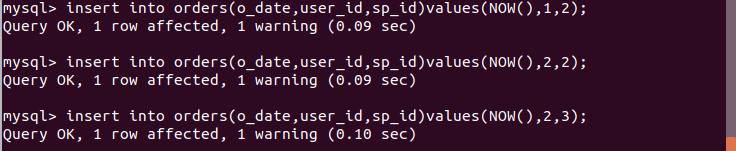 mysql> insert into orders(o_date,user_id,sp_id)values(NOW(),1,2);
Query OK, 1 row affected, 1 warning (0.09 sec)
mysql> insert into orders(o_date,user_id,sp_id)values(NOW(),2,2);
Query OK, 1 row affected, 1 warning (0.09 sec)
mysql> insert into orders(o_date,user_id,sp_id)values(NOW(),2,3);
Query OK, 1 row affected, 1 warning (0.10 sec)